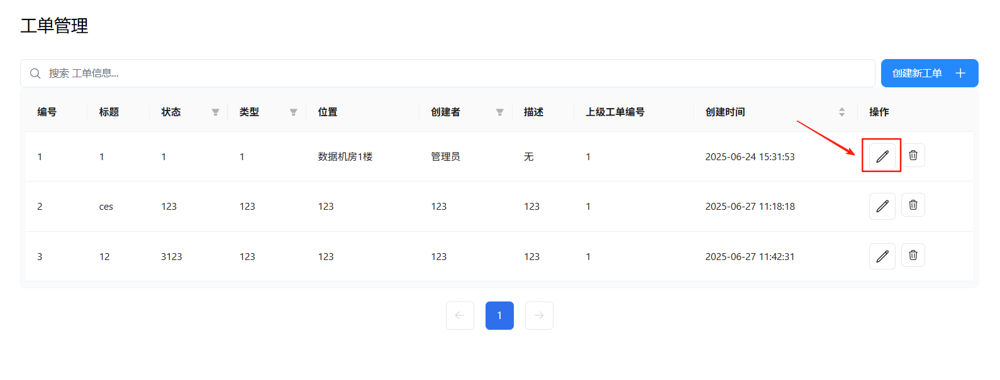 工单管理
搜索 工单信息...
创建新工单
编号 标题 状态 类型 位置 创建者 描述 上级工单编号 创建时间 操作
1 1 1 1 数据机房1楼 管理员 无 1 2025-06-24 15:31:53
2 ces 123 123 123 123 123 1 2025-06-27 11:18:18
3 12 3123 123 123 123 123 1 2025-06-27 11:42:31
1